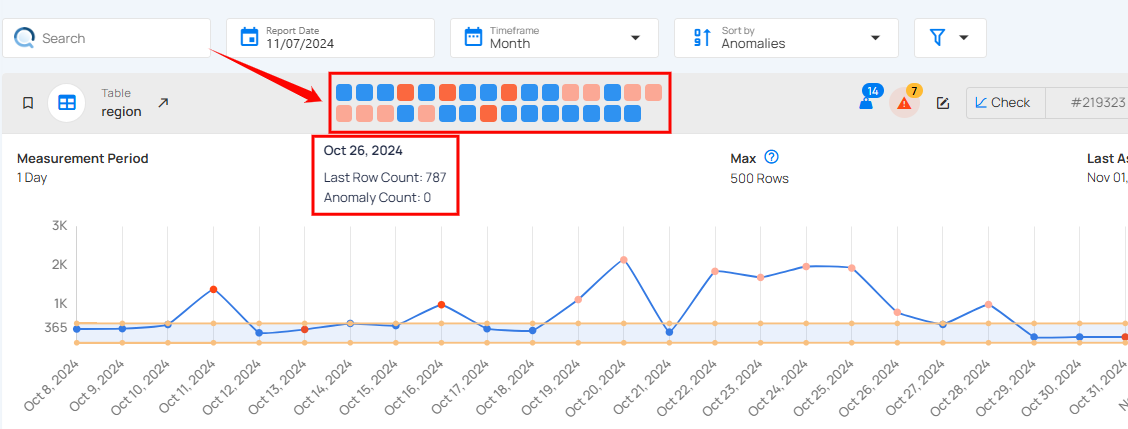 Search
Report Date
11/07/2024
Timeframe
Month
Sort by
Anomalies
Table
region
14
7
Check
#219323
Oct 26, 2024
Last Row Count: 787
Anomaly Count: 0
Measurement Period
1 Day
Max
500 Rows
Last As
Nov 01,
3K
2K
1K
365
Oct 8, 2024
Oct 9, 2024
Oct 10, 2024
Oct 11, 2024
Oct 12, 2024
Oct 13, 2024
Oct 14, 2024
Oct 15, 2024
Oct 16, 2024
Oct 17, 2024
Oct 18, 2024
Oct 19, 2024
Oct 20, 2024
Oct 21, 2024
Oct 22, 2024
Oct 23, 2024
Oct 24, 2024
Oct 25, 2024
Oct 26, 2024
Oct 27, 2024
Oct 28, 2024
Oct 29, 2024
Oct 30, 2024
Oct 31, 2024